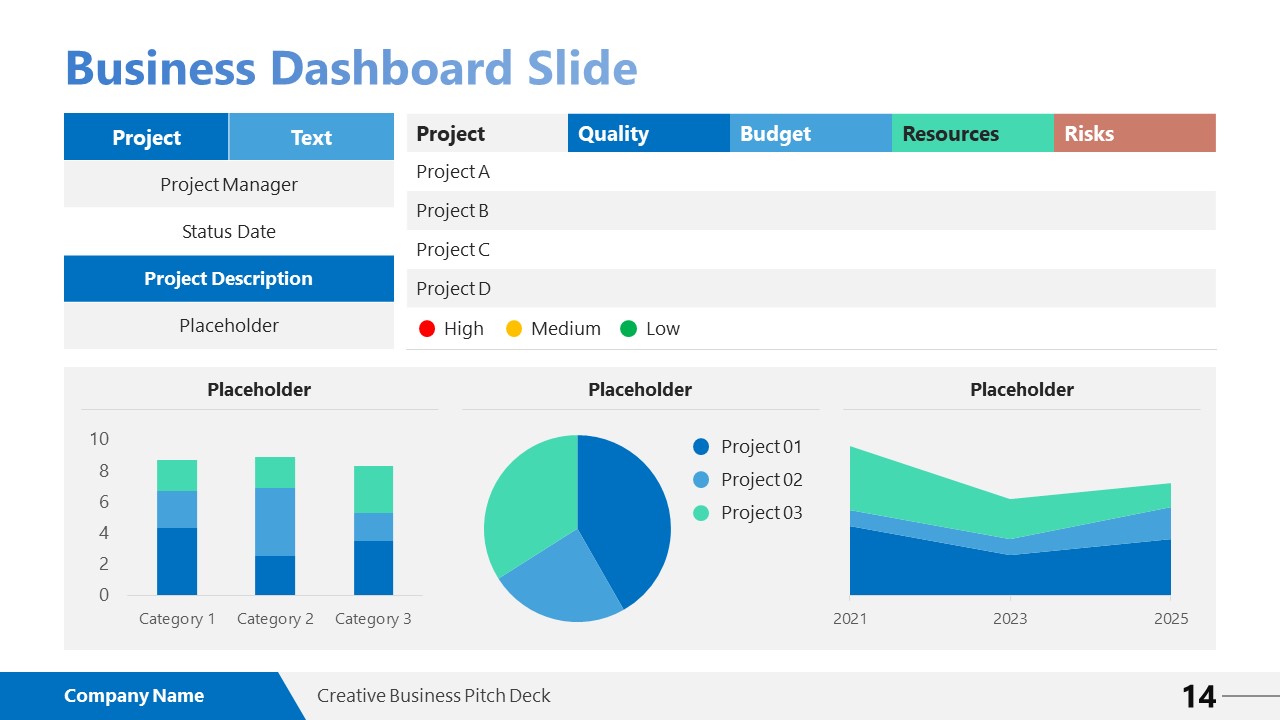 Business Dashboard Slide
Project Text
Project Manager
Status Date
Project Description
Placeholder
Project Quality Budget Resources Risks
Project A
Project B
Project C
Project D
High Medium Low
Placeholder
10
8
6
4
2
0
Category 1 Category 2 Category 3
Placeholder
Project 01
Project 02
Project 03
Placeholder
2021 2023 2025
Company Name
Creative Business Pitch Deck
14